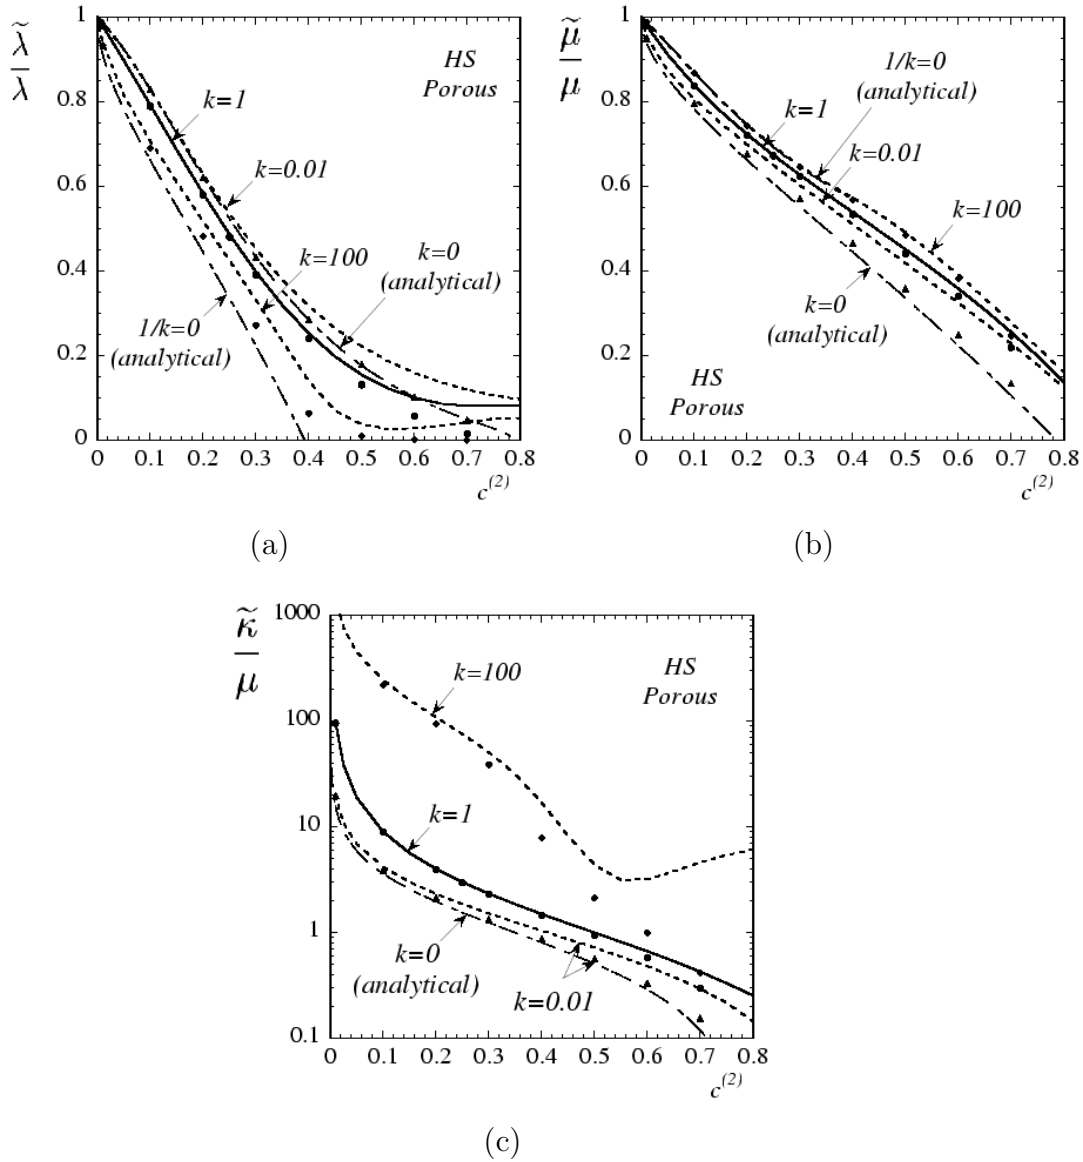 λ̃
λ
1
0.8
0.6
0.4
0.2
0
0 0.1 0.2 0.3 0.4 0.5 0.6 0.7 0.8
c(2)
HS
Porous
k=1
k=0.01
k=100
k=0
(analytical)
1/k=0
(analytical)
(a)
μ̃
μ
1
0.8
0.6
0.4
0.2
0
0 0.1 0.2 0.3 0.4 0.5 0.6 0.7 0.8
c(2)
1/k=0
(analytical)
k=1
k=0.01
k=100
k=0
(analytical)
HS
Porous
(b)
κ̃
μ
1000
100
10
1
0.1
0 0.1 0.2 0.3 0.4 0.5 0.6 0.7 0.8
c(2)
HS
Porous
k=100
k=1
k=0
(analytical)
k=0.01
(c)